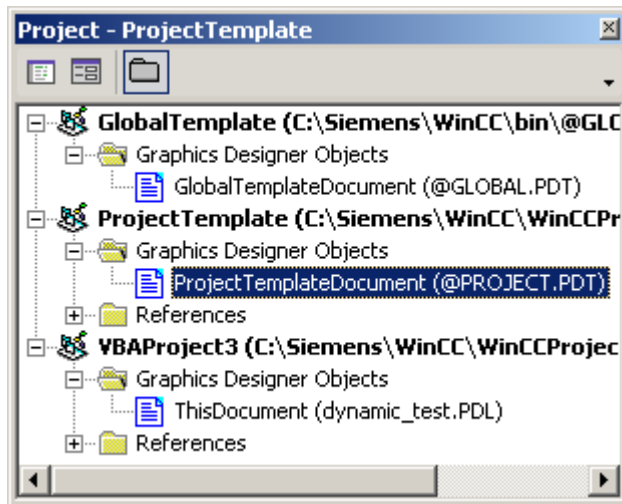 Project - ProjectTemplate
GlobalTemplate (C:\Siemens\WinCC\bin\@GLC
Graphics Designer Objects
GlobalTemplateDocument (@GLOBAL.PDT)
ProjectTemplate (C:\Siemens\WinCC\WinCCPr
Graphics Designer Objects
ProjectTemplateDocument (@PROJECT.PDT)
References
VBAProject3 (C:\Siemens\WinCC\WinCCProjec
Graphics Designer Objects
ThisDocument (dynamic_test.PDL)
References